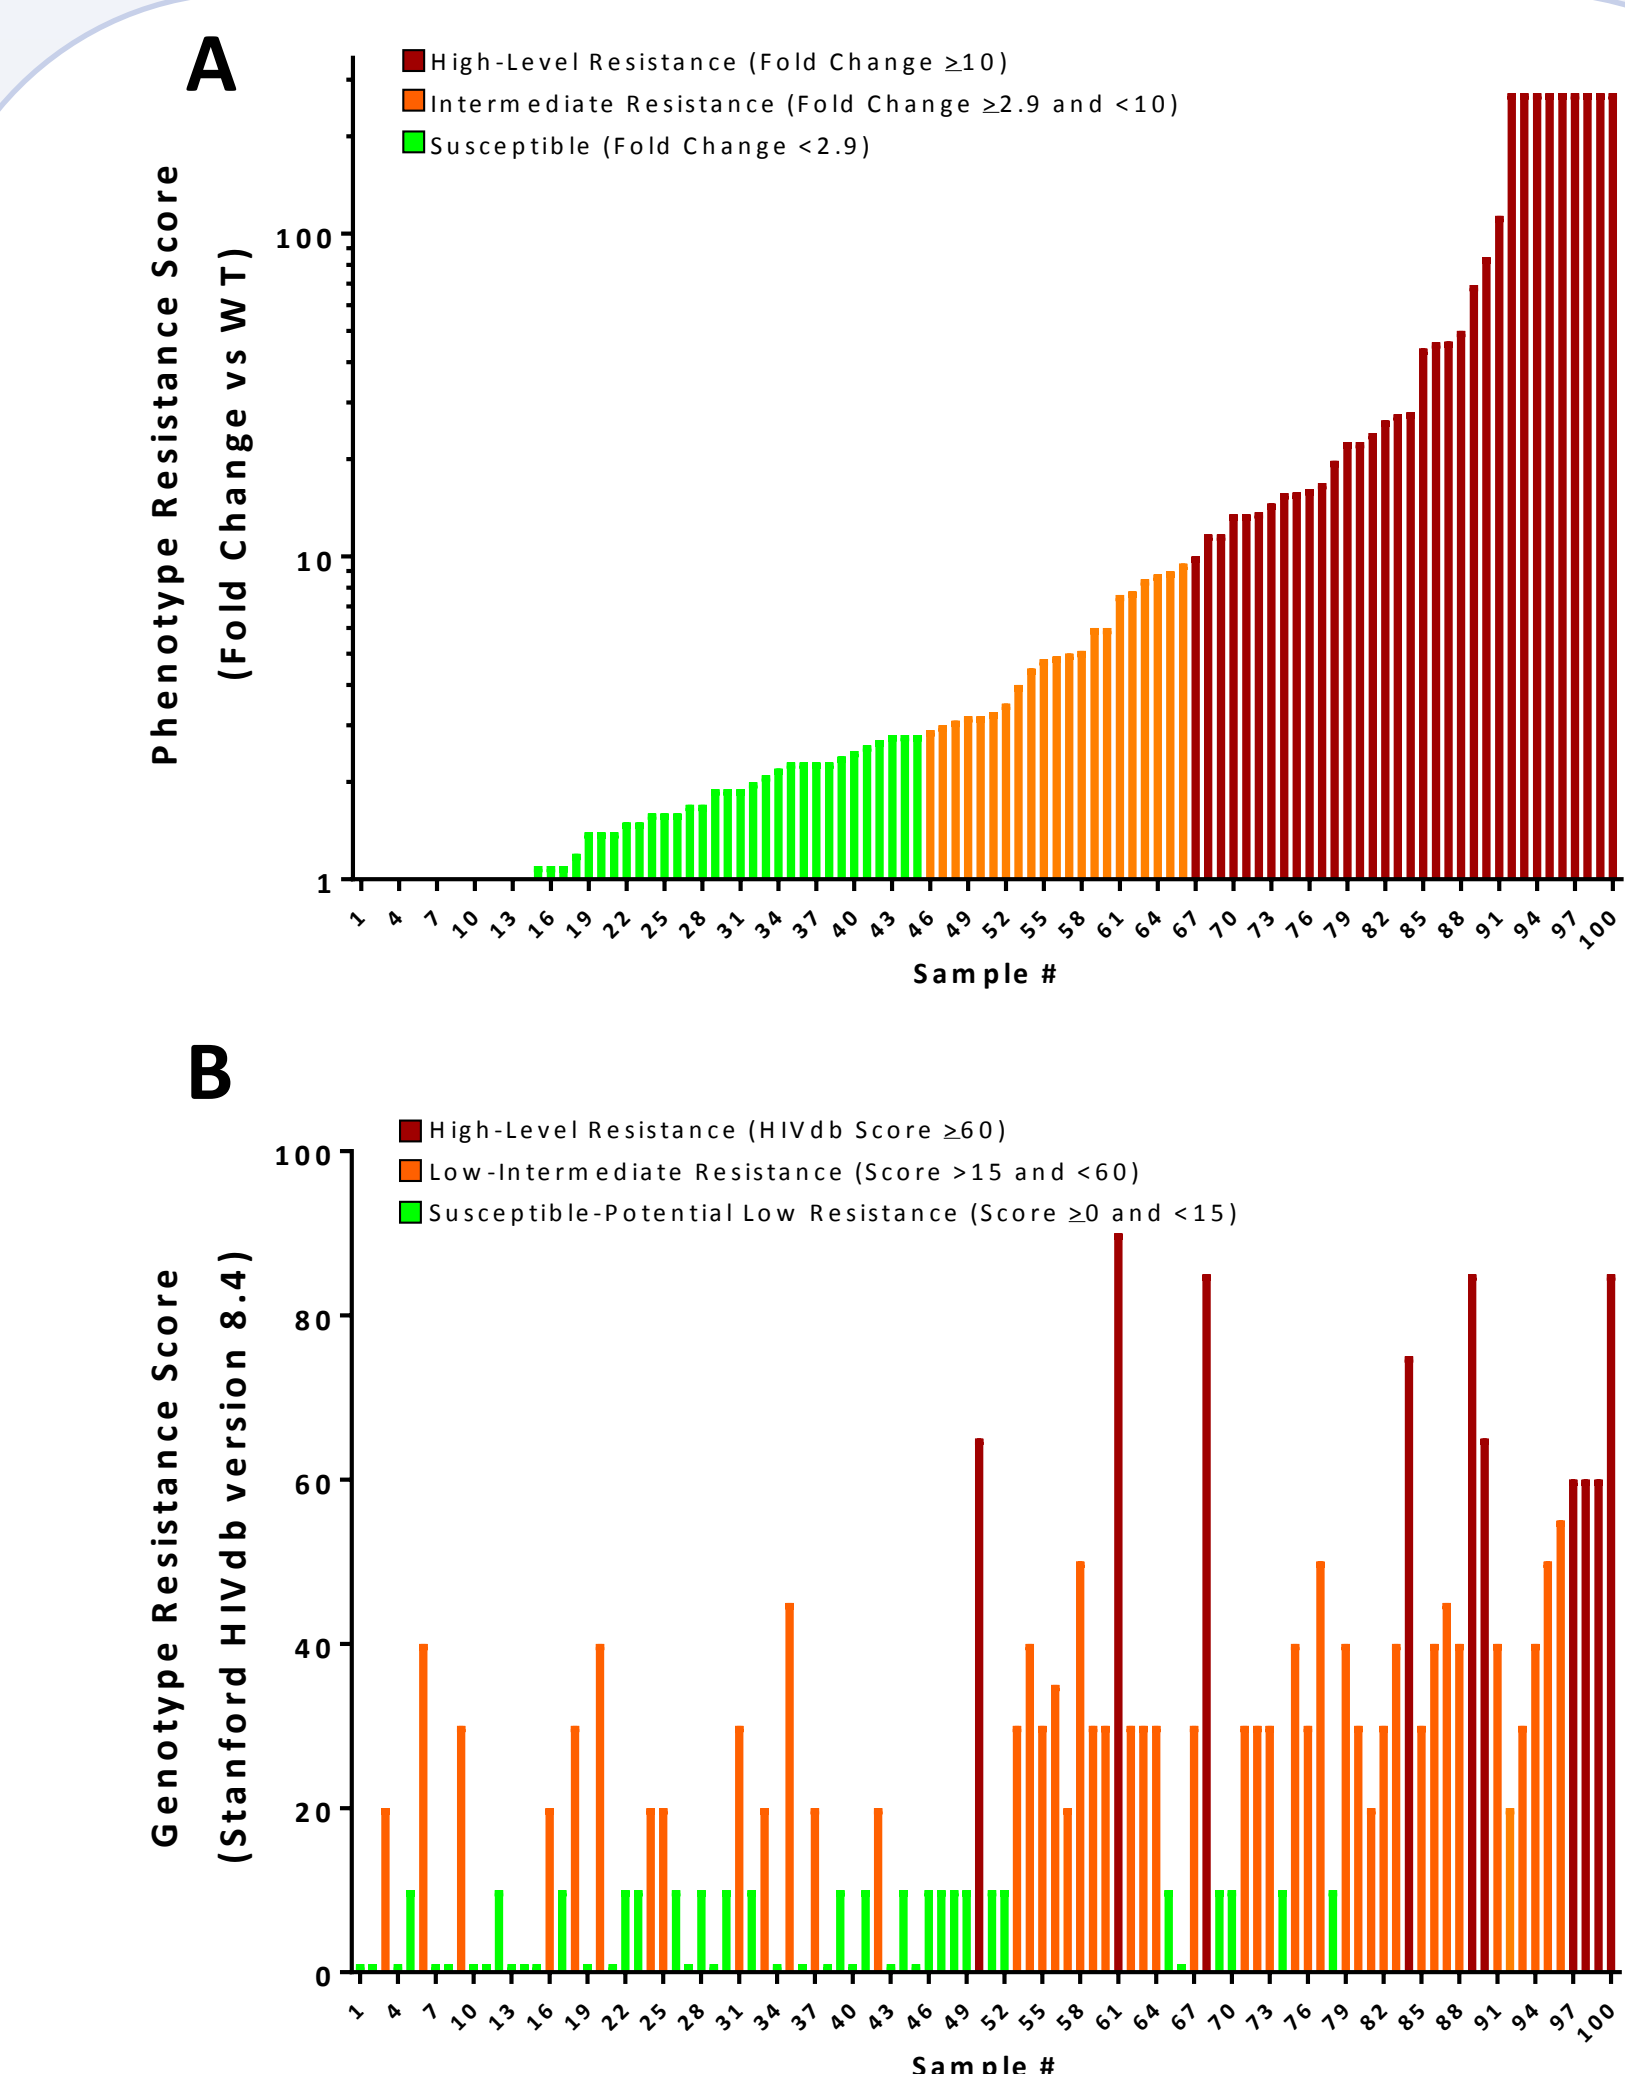 A
High-Level Resistance (Fold Change ≥10)
Intermediate Resistance (Fold Change ≥2.9 and <10)
Susceptible (Fold Change <2.9)
Phenotype Resistance Score
(Fold Change vs WT)
100
10
1
1 4 7 10 13 16 19 22 25 28 31 34 37 40 43 46 49 52 55 58 61 64 67 70 73 76 79 82 85 88 91 94 97 100
Sample #
B
High-Level Resistance (HIVdb Score ≥60)
Low-Intermediate Resistance (Score >15 and <60)
Susceptible-Potential Low Resistance (Score ≥0 and <15)
Genotype Resistance Score
(Stanford HIVdb version 8.4)
100
80
60
40
20
0
1 4 7 10 13 16 19 22 25 28 31 34 37 40 43 46 49 52 55 58 61 64 67 70 73 76 79 82 85 88 91 94 97 100
Sample #